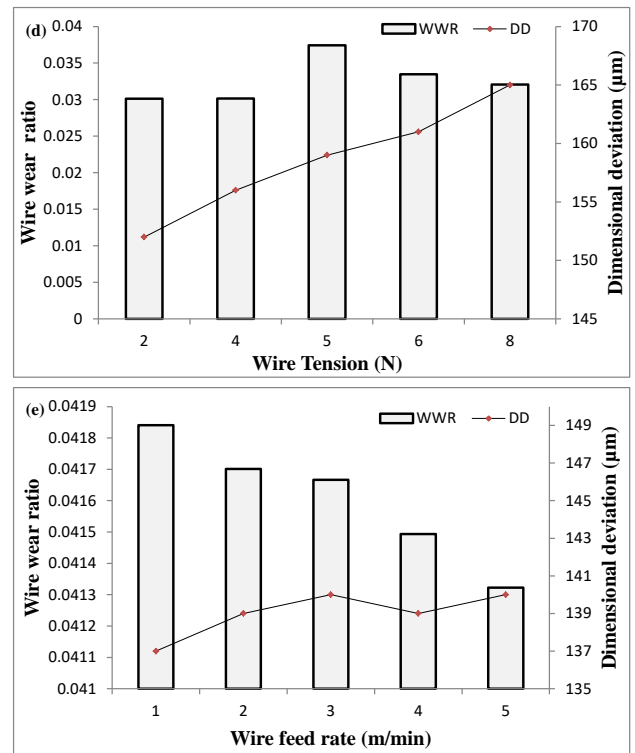 (d)
WWR DD
0.04
0.035
0.03
0.025
0.02
0.015
0.01
0.005
0
Wire wear ratio
170
165
160
155
150
145
Dimensional deviation (µm)
2 4 5 6 8
Wire Tension (N)
(e)
WWR DD
0.0419
0.0418
0.0417
0.0416
0.0415
0.0414
0.0413
0.0412
0.0411
0.041
Wire wear ratio
149
147
145
143
141
139
137
135
Dimensional deviation (µm)
1 2 3 4 5
Wire feed rate (m/min)